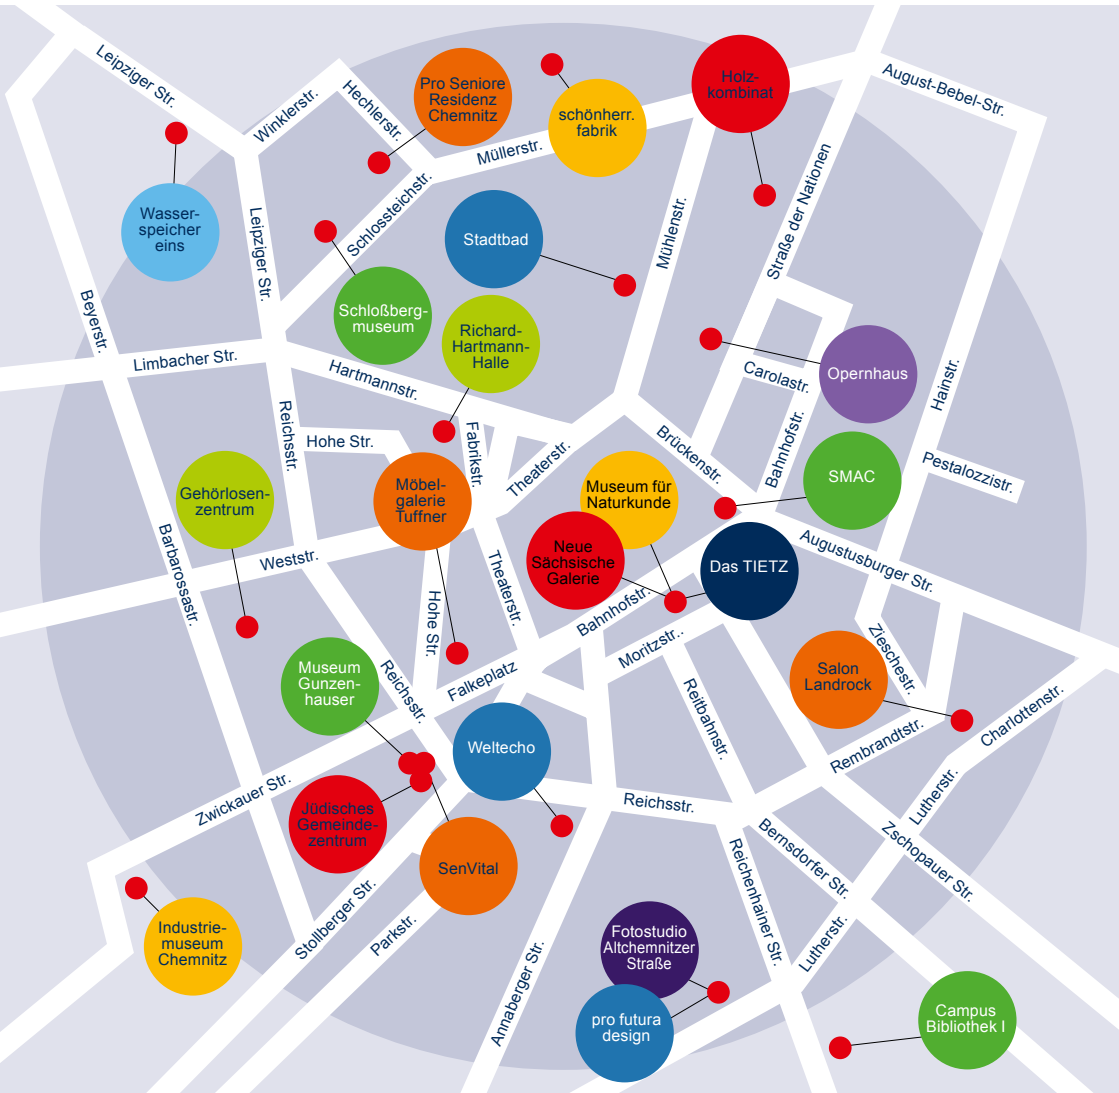 Leipziger Str.
Winklerstr.
Hechlerstr.
Pro Seniore
Residenz
Chemnitz
schönherr.
fabrik
Holz-
kombinat
August-Bebel-Str.
Müllerstr.
Wasser-
speicher
eins
Leipziger Str.
Schlossteichstr.
Stadtbad
Mühlenstr.
Straße der Nationen
Beyerstr.
Schloßberg-
museum
Richard-
Hartmann-
Halle
Opernhaus
Limbacher Str.
Hartmannstr.
Carolastr.
Hainstr.
Reichsstr.
Hohe Str.
Fabrikstr.
Theaterstr.
Brückenstr.
Bahnhofstr.
Pestalozzistr.
Gehörlosen-
zentrum
Möbel-
galerie
Tuffner
Museum für
Naturkunde
SMAC
Barbarossastr.
Weststr.
Theaterstr.
Neue
Sächsische
Galerie
Das TIETZ
Augustusburger Str.
Hohe Str.
Bahnhofstr.
Moritzstr..
Zieschestr.
Museum
Gunzen-
hauser
Reichsstr.
Falkeplatz
Reitbahnstr.
Salon
Landrock
Charlottenstr.
Weltecho
Rembrandtstr.
Zwickauer Str.
Jüdisches
Gemeinde-
zentrum
Reichsstr.
Lutherstr.
SenVital
Bernsdorfer Str.
Zschopauer Str.
Reichenhainer Str.
Industrie-
museum
Chemnitz
Stollberger Str.
Parkstr.
Annaberger Str.
Fotostudio
Altchemnitzer
Straße
Lutherstr.
pro futura
design
Campus
Bibliothek I